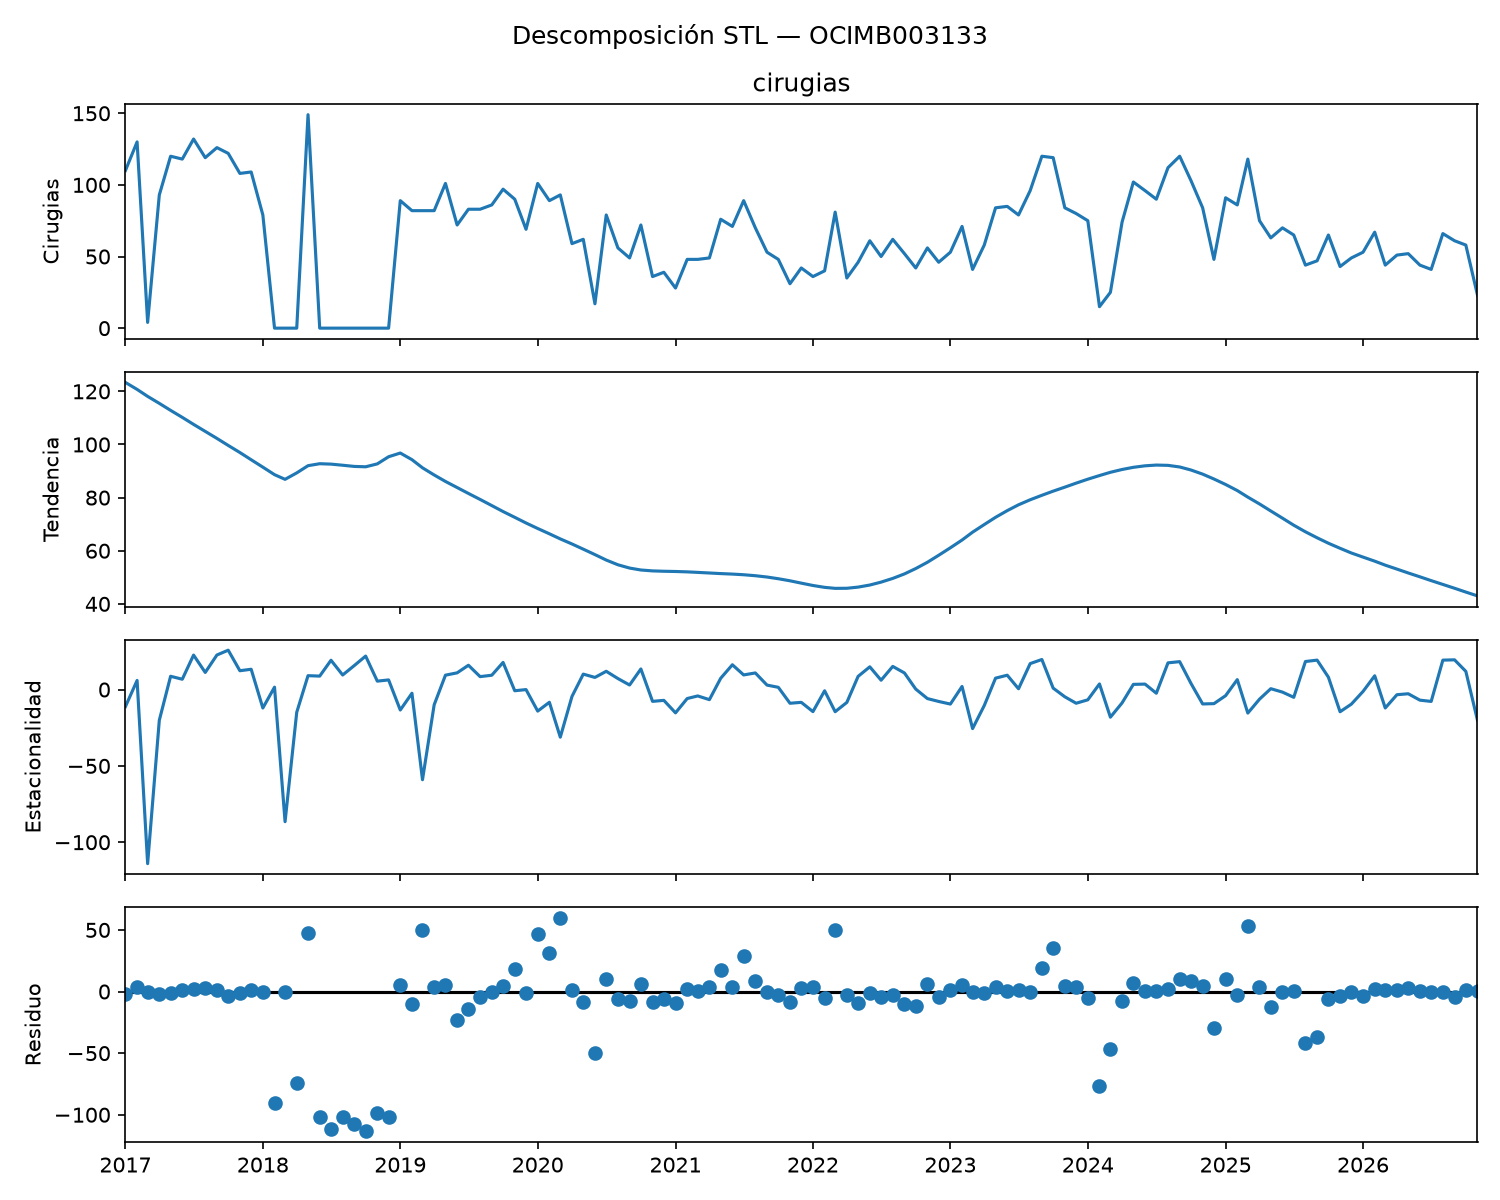 Descomposición STL — OCIMB003133
cirugias
Cirugias
150
100
50
0
Tendencia
120
100
80
60
40
Estacionalidad
0
−50
−100
Residuo
50
0
−50
−100
2017 2018 2019 2020 2021 2022 2023 2024 2025 2026